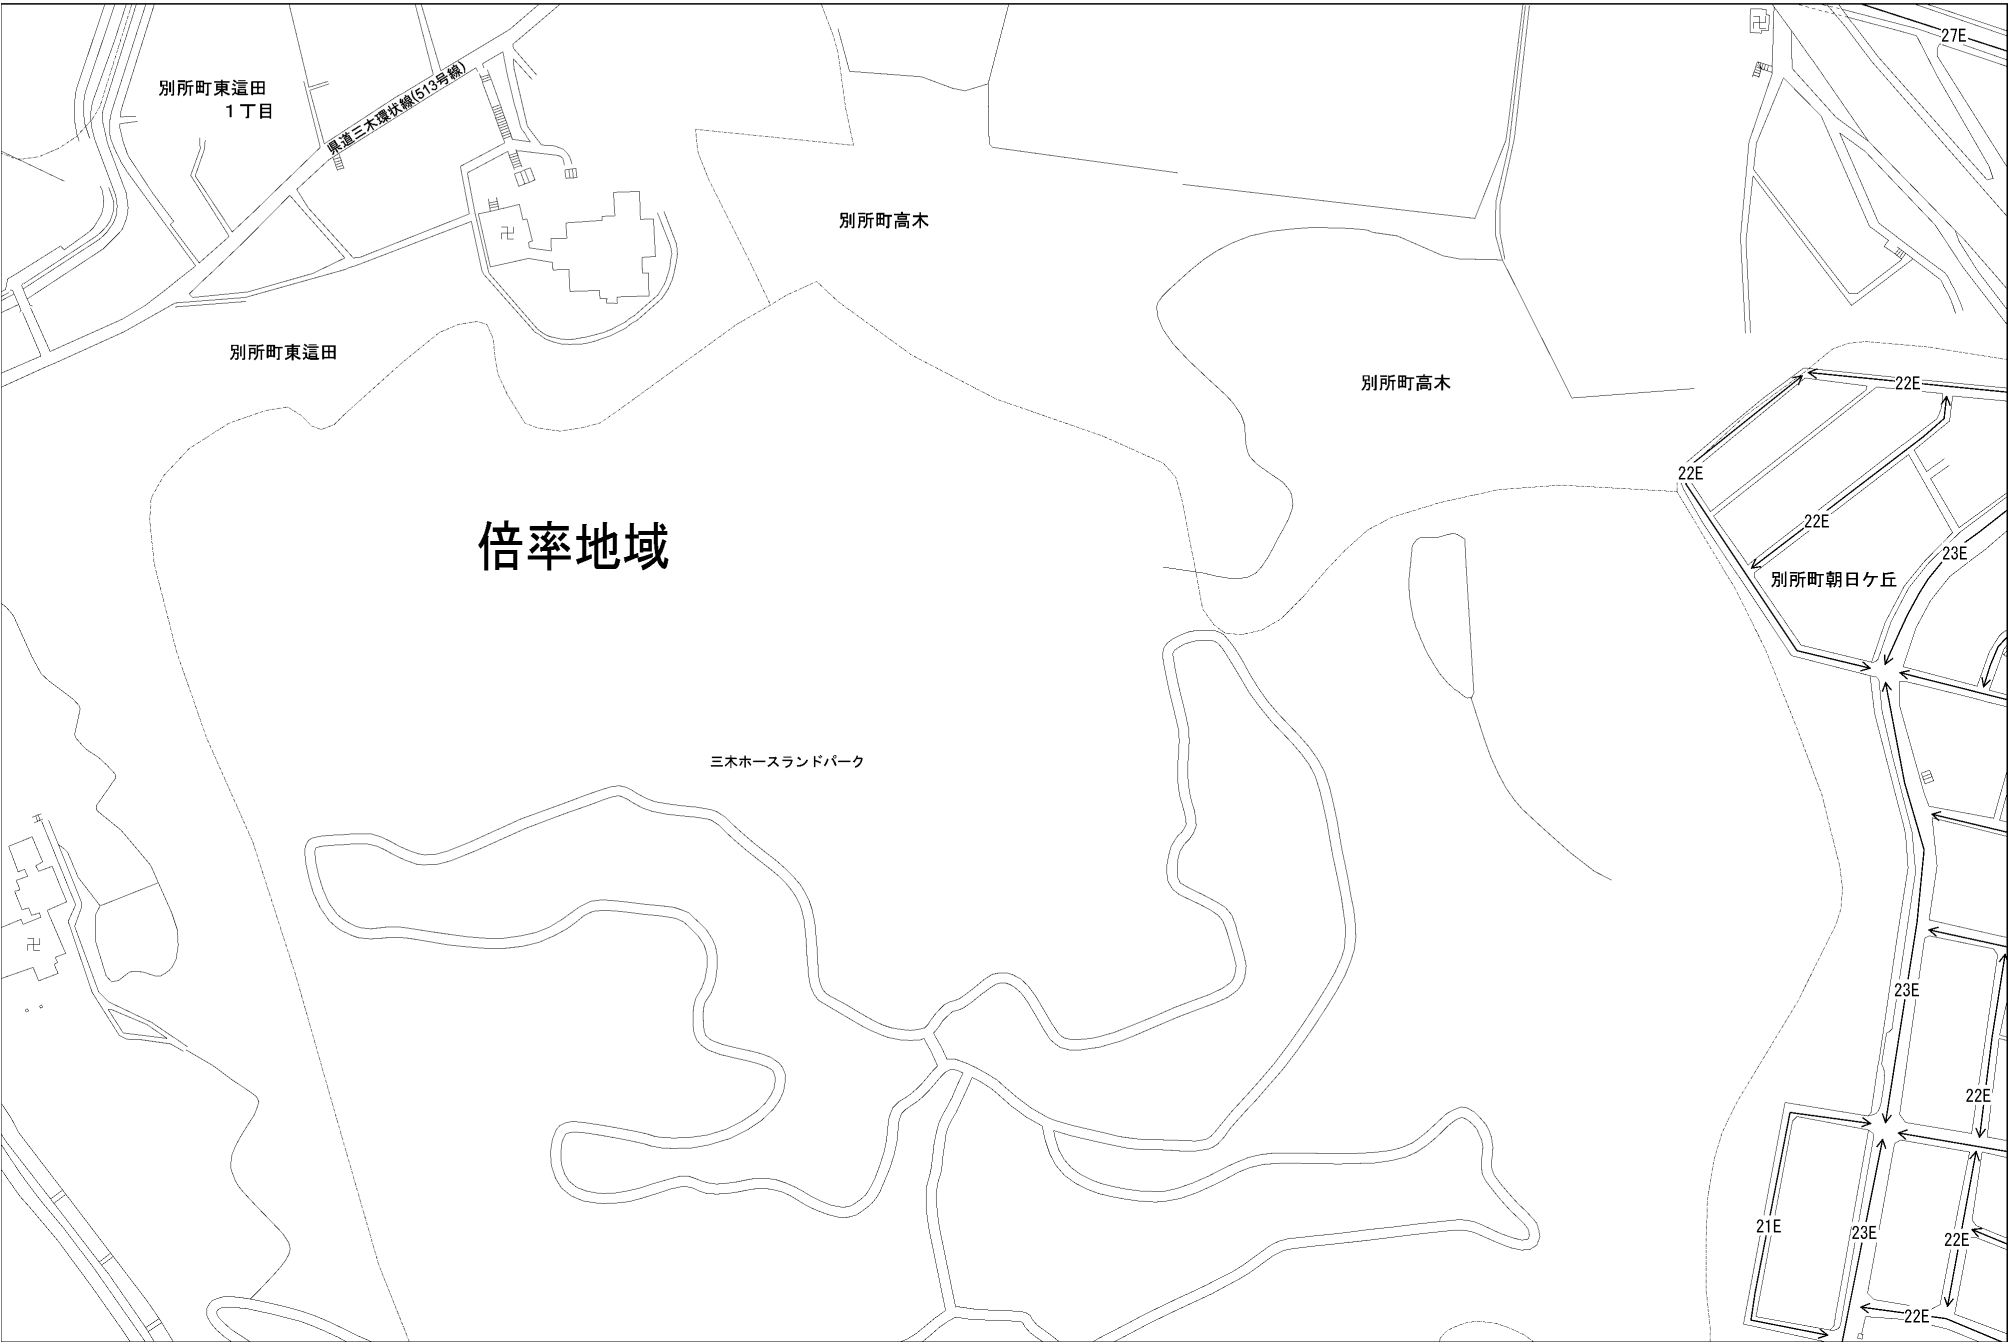 27E
別所町東這田
1丁目
県道三木環状線(513号線)
別所町高木
別所町東這田
別所町高木
22E
22E
22E
23E
倍率地域
別所町朝日ケ丘
三木ホースランドパーク
23E
22E
21E
23E
22E
22E